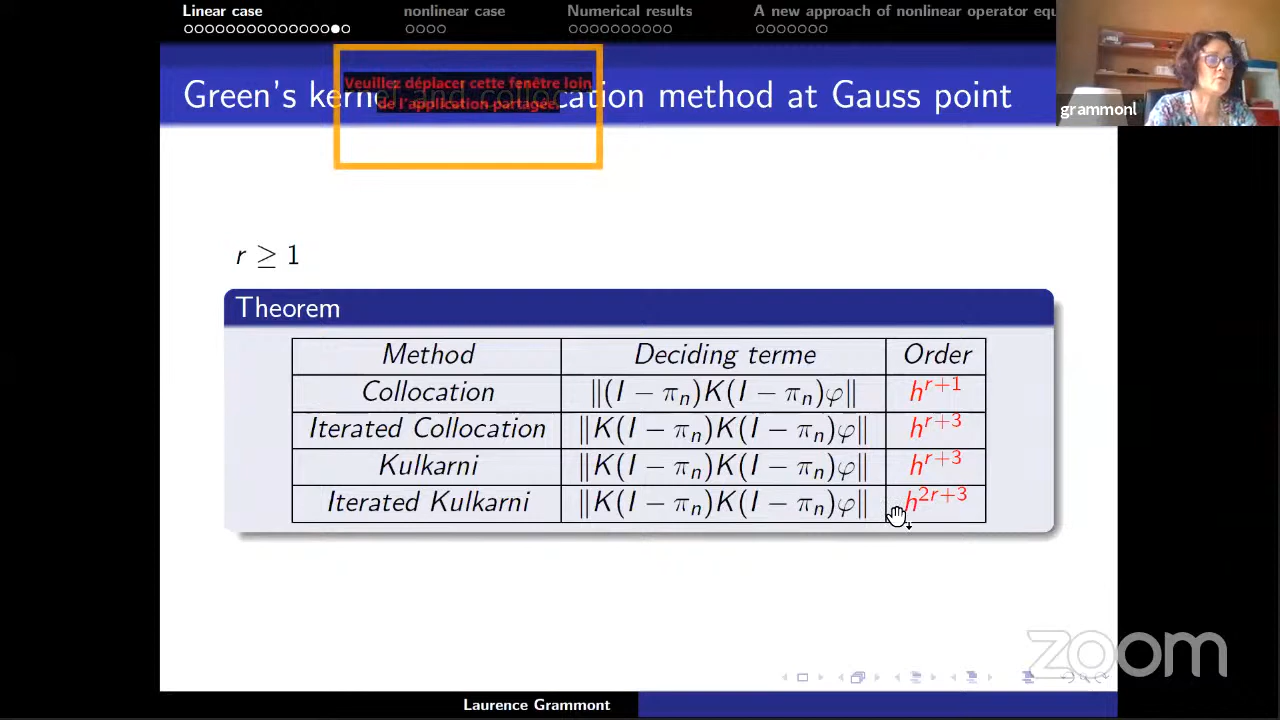 Linear case nonlinear case Numerical results A new approach of nonlinear operator equ
Veuillez déplacer cette fenêtre loin
de l'application partagée.
Green's kernel and collocation method at Gauss point
grammonl
r ≥ 1
Theorem
Method Deciding terme Order
Collocation ‖(I − πₙ)K(I − πₙ)φ‖ h^{r+1}
Iterated Collocation ‖K(I − πₙ)K(I − πₙ)φ‖ h^{r+3}
Kulkarni ‖K(I − πₙ)K(I − πₙ)φ‖ h^{r+3}
Iterated Kulkarni ‖K(I − πₙ)K(I − πₙ)φ‖ h^{2r+3}
zoom
Laurence Grammont